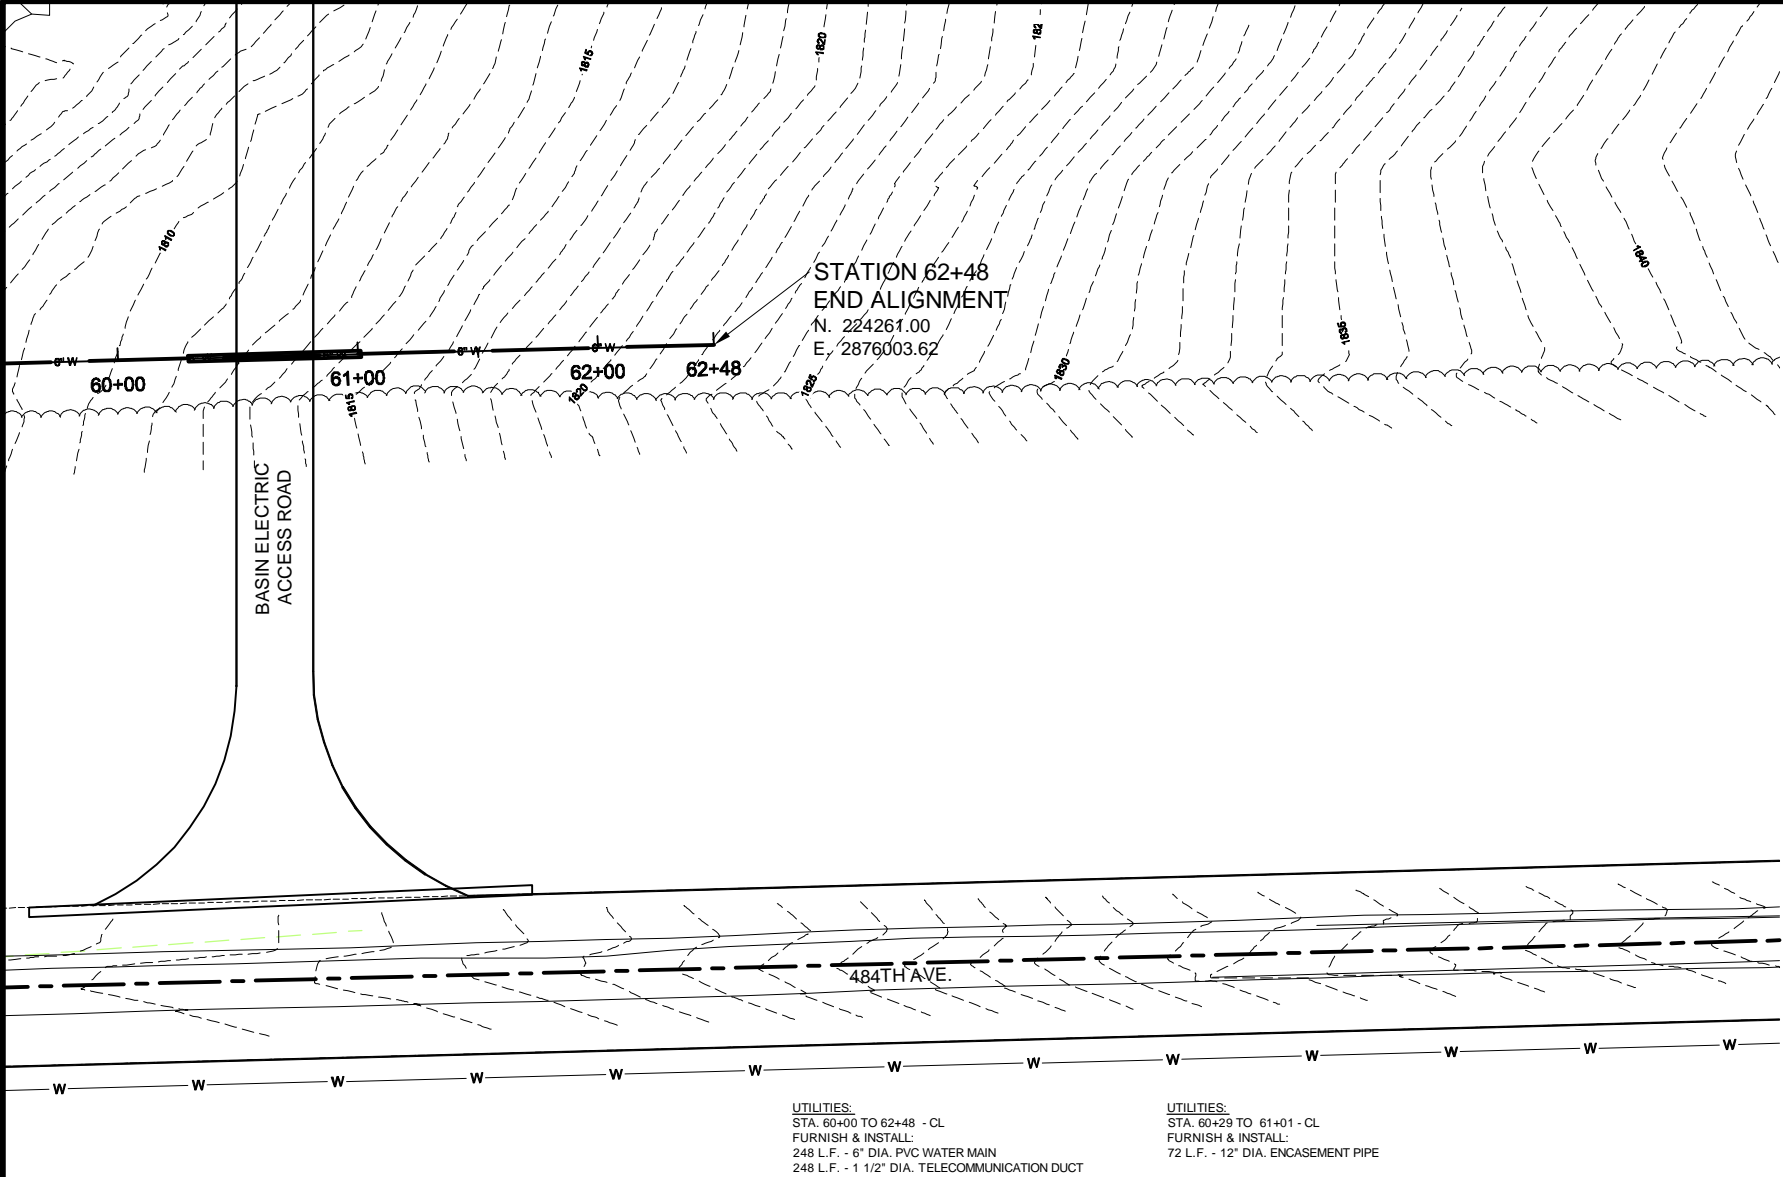 1815
1820
182
1810
1840
STATION 62+48
END ALIGNMENT
N. 224261.00
E. 2876003.62
1835
6" W
6" W
6" W
60+00
61+00
62+00
62+48
1815
1820
1825
1830
BASIN ELECTRIC
ACCESS ROAD
484TH AVE.
W W W W W W W W W W W W W
UTILITIES:
STA. 60+00 TO 62+48 - CL
FURNISH & INSTALL:
248 L.F. - 6" DIA. PVC WATER MAIN
248 L.F. - 1 1/2" DIA. TELECOMMUNICATION DUCT
UTILITIES:
STA. 60+29 TO 61+01 - CL
FURNISH & INSTALL:
72 L.F. - 12" DIA. ENCASEMENT PIPE